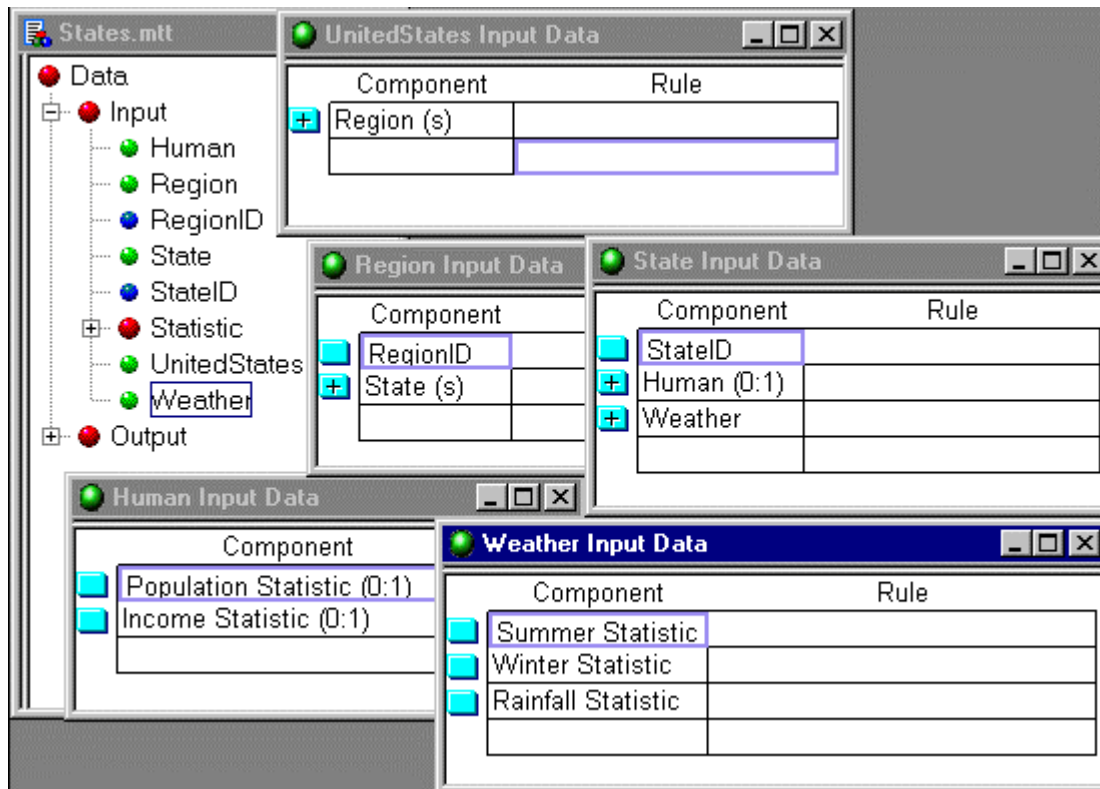 States.mtt
Data
Input
Human
Region
RegionID
State
StateID
Statistic
UnitedStates
Weather
Output
UnitedStates Input Data
Component Rule
Region (s)
Region Input Data
Component
RegionID
State (s)
State Input Data
Component Rule
StateID
Human (0:1)
Weather
Human Input Data
Component
Population Statistic (0:1)
Income Statistic (0:1)
Weather Input Data
Component Rule
Summer Statistic
Winter Statistic
Rainfall Statistic